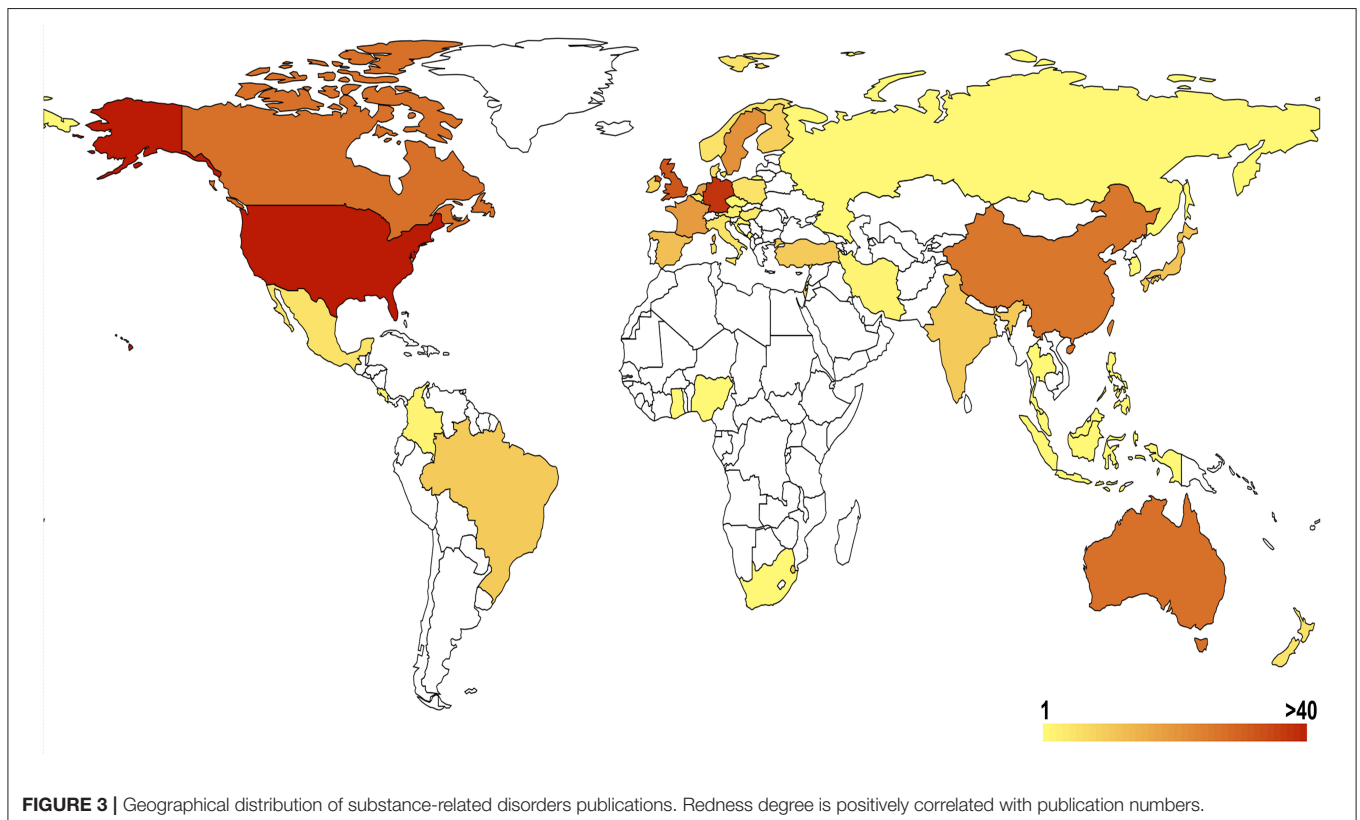 1 >40
FIGURE 3 | Geographical distribution of substance-related disorders publications. Redness degree is positively correlated with publication numbers.